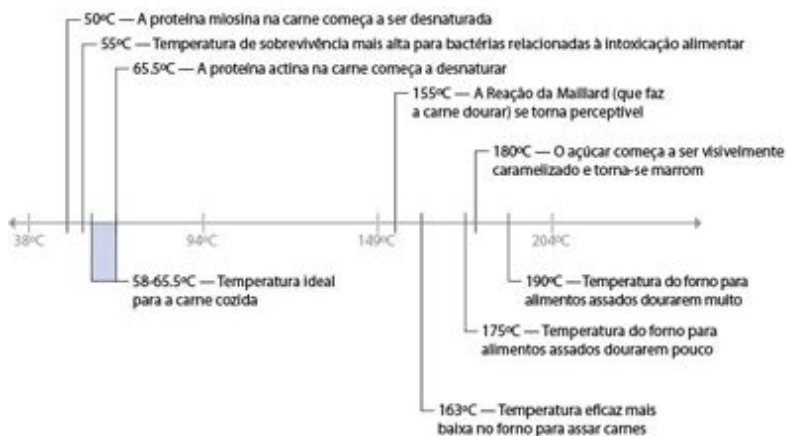 50ºC — A proteína miosina na carne começa a ser desnaturada
55ºC — Temperatura de sobrevivência mais alta para bactérias relacionadas à intoxicação alimentar
65.5ºC — A proteína actina na carne começa a desnaturar
155ºC — A Reação da Maillard (que faz
a carne dourar) se torna perceptível
180ºC — O açúcar começa a ser visivelmente
caramelizado e torna-se marrom
38ºC
94ºC
149ºC
204ºC
58-65.5ºC — Temperatura ideal
para a carne cozida
190ºC — Temperatura do forno para
alimentos assados dourarem muito
175ºC — Temperatura do forno para
alimentos assados dourarem pouco
163ºC — Temperatura eficaz mais
baixa no forno para assar carnes